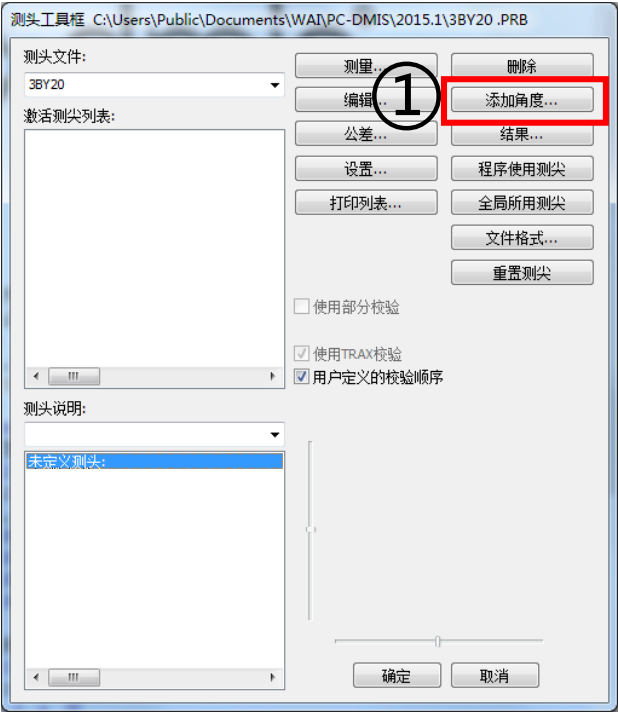 测头工具框 C:\Users\Public\Documents\WAI\PC-DMIS\2015.1\3BY20 .PRB
测头文件:
3BY20
激活测尖列表:
测量...
删除
编辑...
①
添加角度...
公差...
结果...
设置...
程序使用测尖
打印列表...
全局所用测尖
文件格式...
重置测尖
使用部分校验
使用TRAX校验
用户定义的校验顺序
测头说明:
未定义测头:
确定
取消